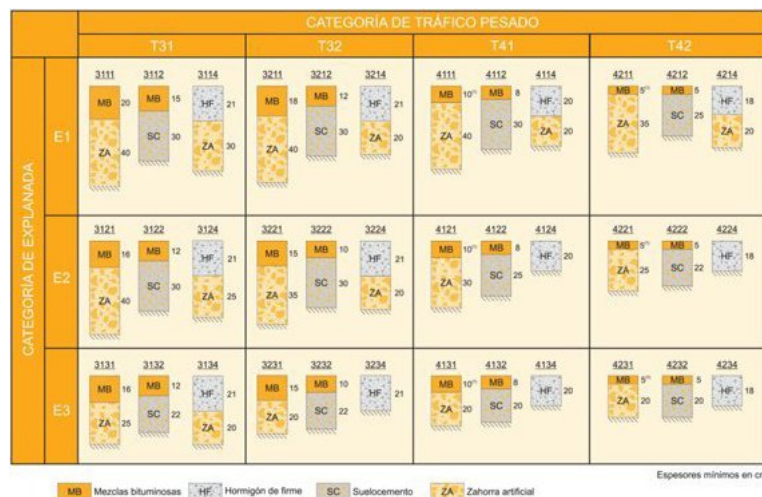 CATEGORÍA DE TRÁFICO PESADO
T31 T32 T41 T42
CATEGORÍA DE EXPLANADA
E1
3111 3112 3114 3211 3212 3214 4111 4112 4114 4211 4212 4214
MB 20 MB 15 HF 21 MB 18 MB 12 HF 21 MB 10(*) MB 8 HF 20 MB 5(*) MB 5 HF 18
ZA 40 SC 30 ZA 30 ZA 40 SC 30 ZA 20 ZA 40 SC 30 ZA 20 ZA 35 SC 25 ZA 20
E2
3121 3122 3124 3221 3222 3224 4121 4122 4124 4221 4222 4224
MB 16 MB 12 HF 21 MB 15 MB 10 HF 21 MB 10(*) MB 8 HF 20 MB 5(*) MB 5 HF 18
ZA 40 SC 30 ZA 25 ZA 35 SC 30 ZA 20 ZA 30 SC 25 ZA 25 SC 22
E3
3131 3132 3134 3231 3232 3234 4131 4132 4134 4231 4232 4234
MB 16 MB 12 HF 21 MB 15 MB 10 HF 21 MB 10(*) MB 8 HF 20 MB 5(*) MB 5 HF 18
ZA 25 SC 22 ZA 20 ZA 20 SC 22 ZA 20 SC 20 ZA 20 SC 20
Espesores mínimos en cm
MB Mezclas bituminosas HF Hormigón de firme SC Suelocemento ZA Zahorra artificial